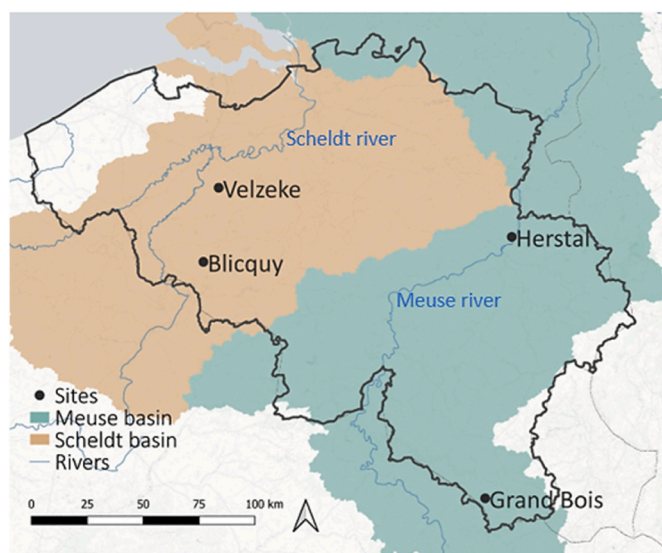 Scheldt river
Velzeke
Herstal
Blicquy
Meuse river
Sites
Meuse basin
Scheldt basin
Rivers
0 25 50 75 100 km
Grand Bois